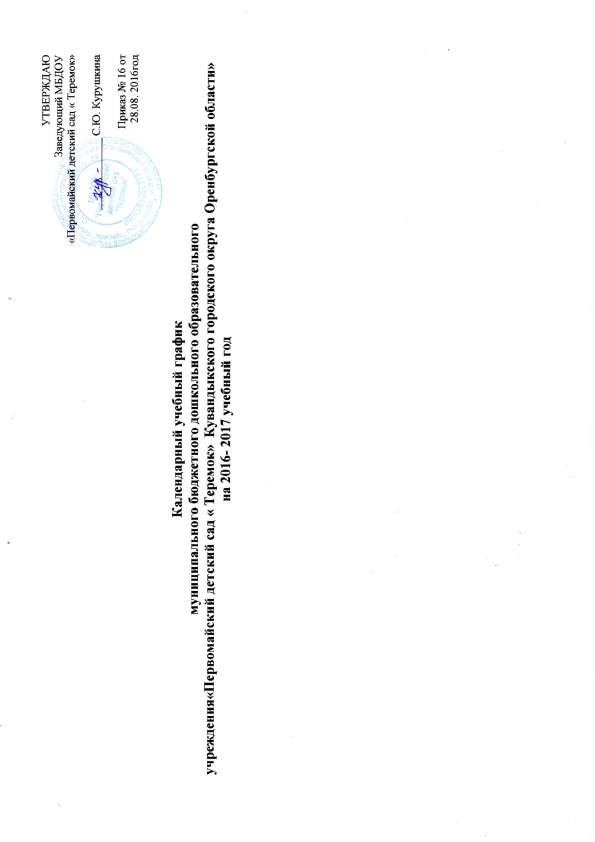 УТВЕРЖДАЮ
Заведующий МБДОУ
«Первомайский детский сад « Теремок»
С.Ю. Курушкина
Приказ № 16 от
28.08. 2016год
Календарный учебный график
муниципального бюджетного дошкольного образовательного
учреждения«Первомайский детский сад « Теремок»  Кувандыкского городского округа Оренбургской области»
на 2016- 2017 учебный год